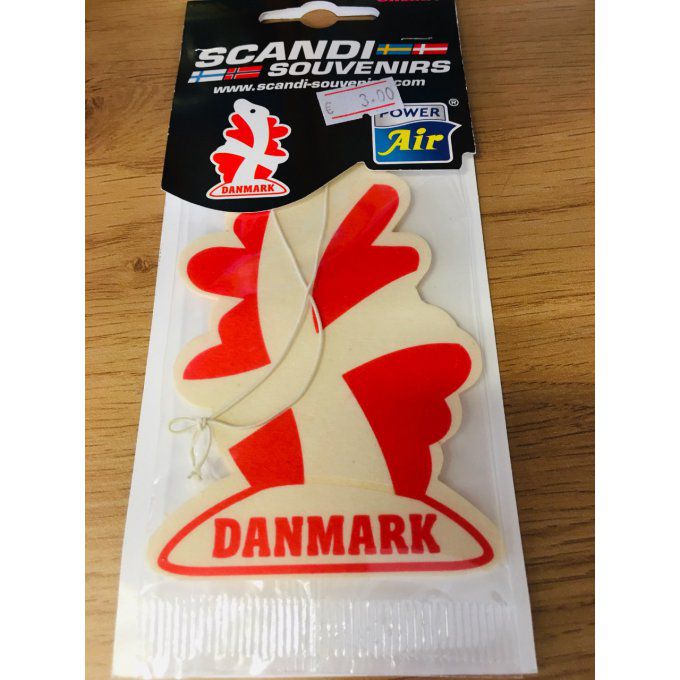 SCANDI
SOUVENIRS
www.scandi-souvenirs.com
€ 3.00
POWER
Air ®
DANMARK
DANMARK